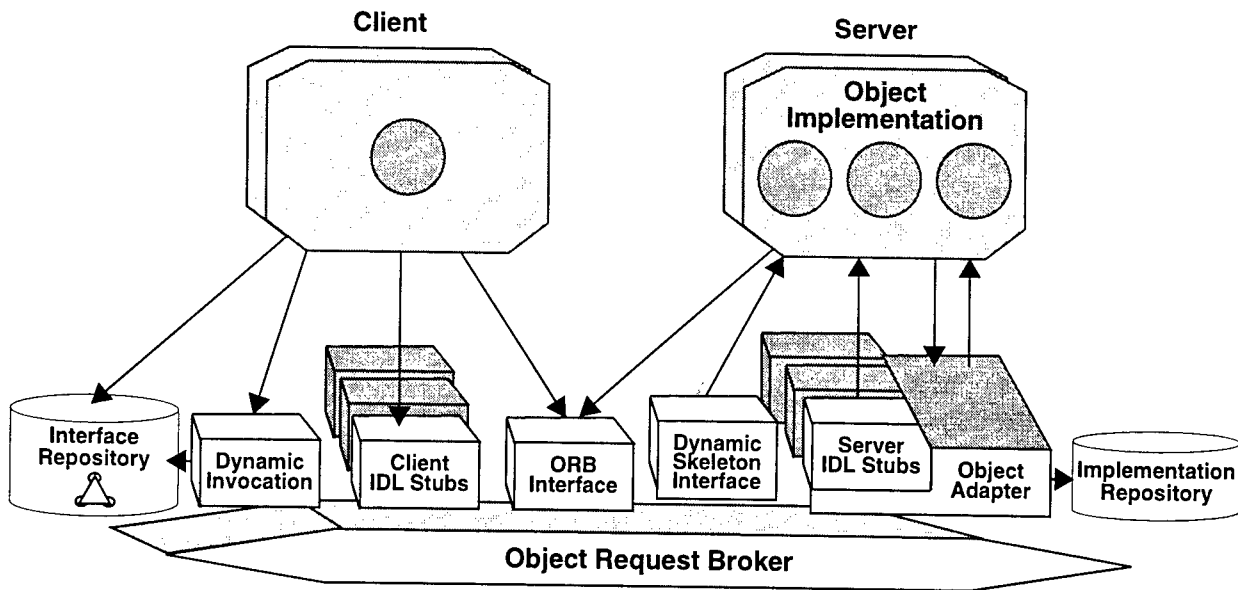 Client
Server
Object
Implementation
Interface
Repository
Dynamic
Invocation
Client
IDL Stubs
ORB
Interface
Dynamic
Skeleton
Interface
Server
IDL Stubs
Object
Adapter
Implementation
Repository
Object Request Broker